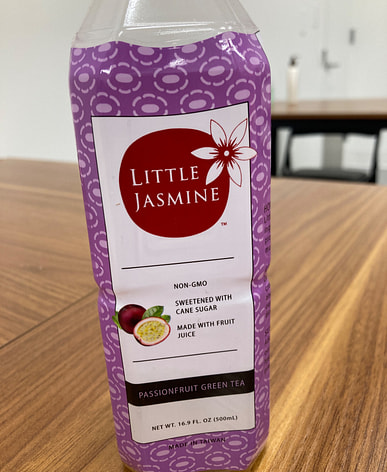 LITTLE
JASMINE
TM
NON-GMO
SWEETENED WITH
CANE SUGAR
MADE WITH FRUIT
JUICE
PASSIONFRUIT GREEN TEA
NET WT. 16.9 FL. OZ (500mL)
MADE IN TAIWAN